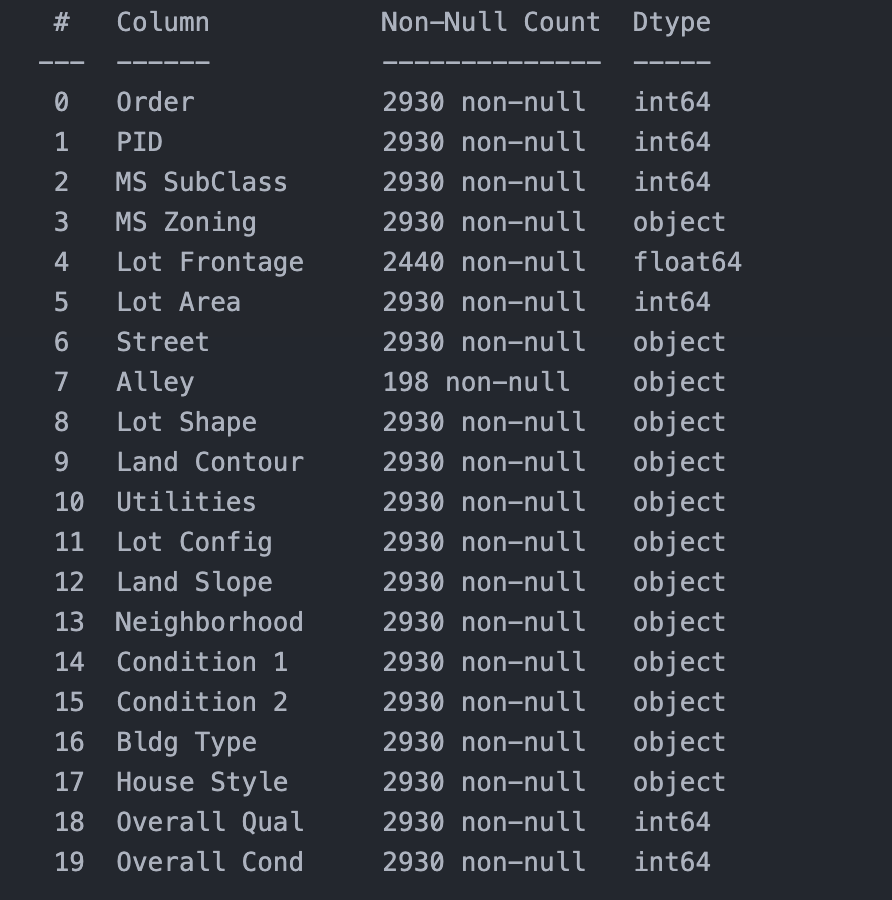 #   Column          Non-Null Count  Dtype
---  ------          --------------  -----
0   Order           2930 non-null   int64
1   PID             2930 non-null   int64
2   MS SubClass     2930 non-null   int64
3   MS Zoning       2930 non-null   object
4   Lot Frontage    2440 non-null   float64
5   Lot Area        2930 non-null   int64
6   Street          2930 non-null   object
7   Alley           198 non-null    object
8   Lot Shape       2930 non-null   object
9   Land Contour    2930 non-null   object
10  Utilities       2930 non-null   object
11  Lot Config      2930 non-null   object
12  Land Slope      2930 non-null   object
13  Neighborhood    2930 non-null   object
14  Condition 1     2930 non-null   object
15  Condition 2     2930 non-null   object
16  Bldg Type       2930 non-null   object
17  House Style     2930 non-null   object
18  Overall Qual    2930 non-null   int64
19  Overall Cond    2930 non-null   int64